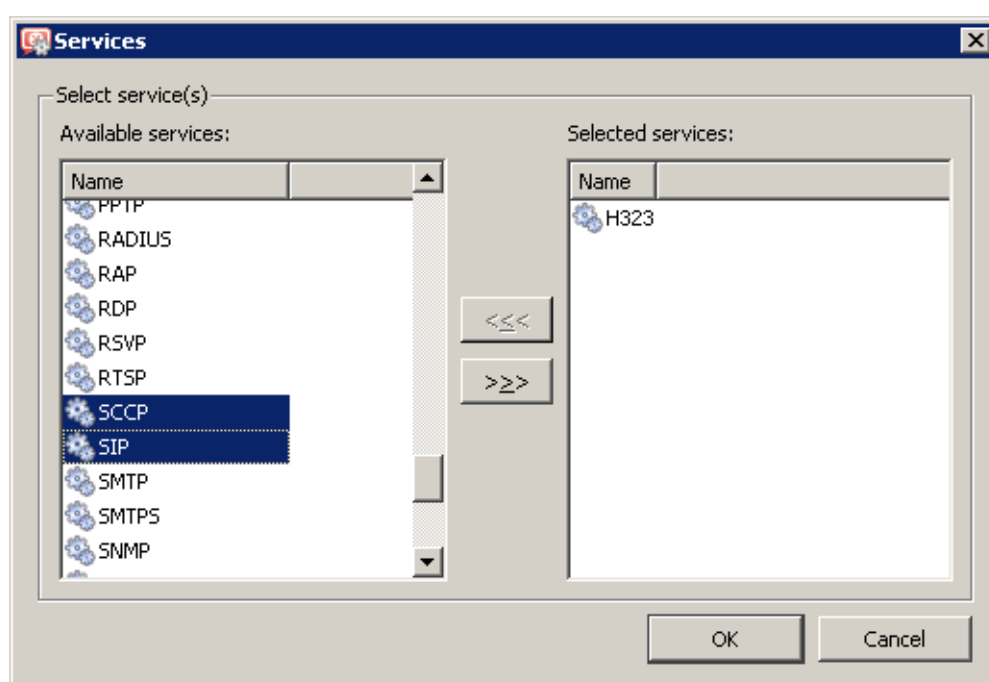 Services
Select service(s)
Available services:
Name
PPTP
RADIUS
RAP
RDP
RSVP
RTSP
SCCP
SIP
SMTP
SMTPS
SNMP
<<<
>>>
Selected services:
Name
H323
OK
Cancel